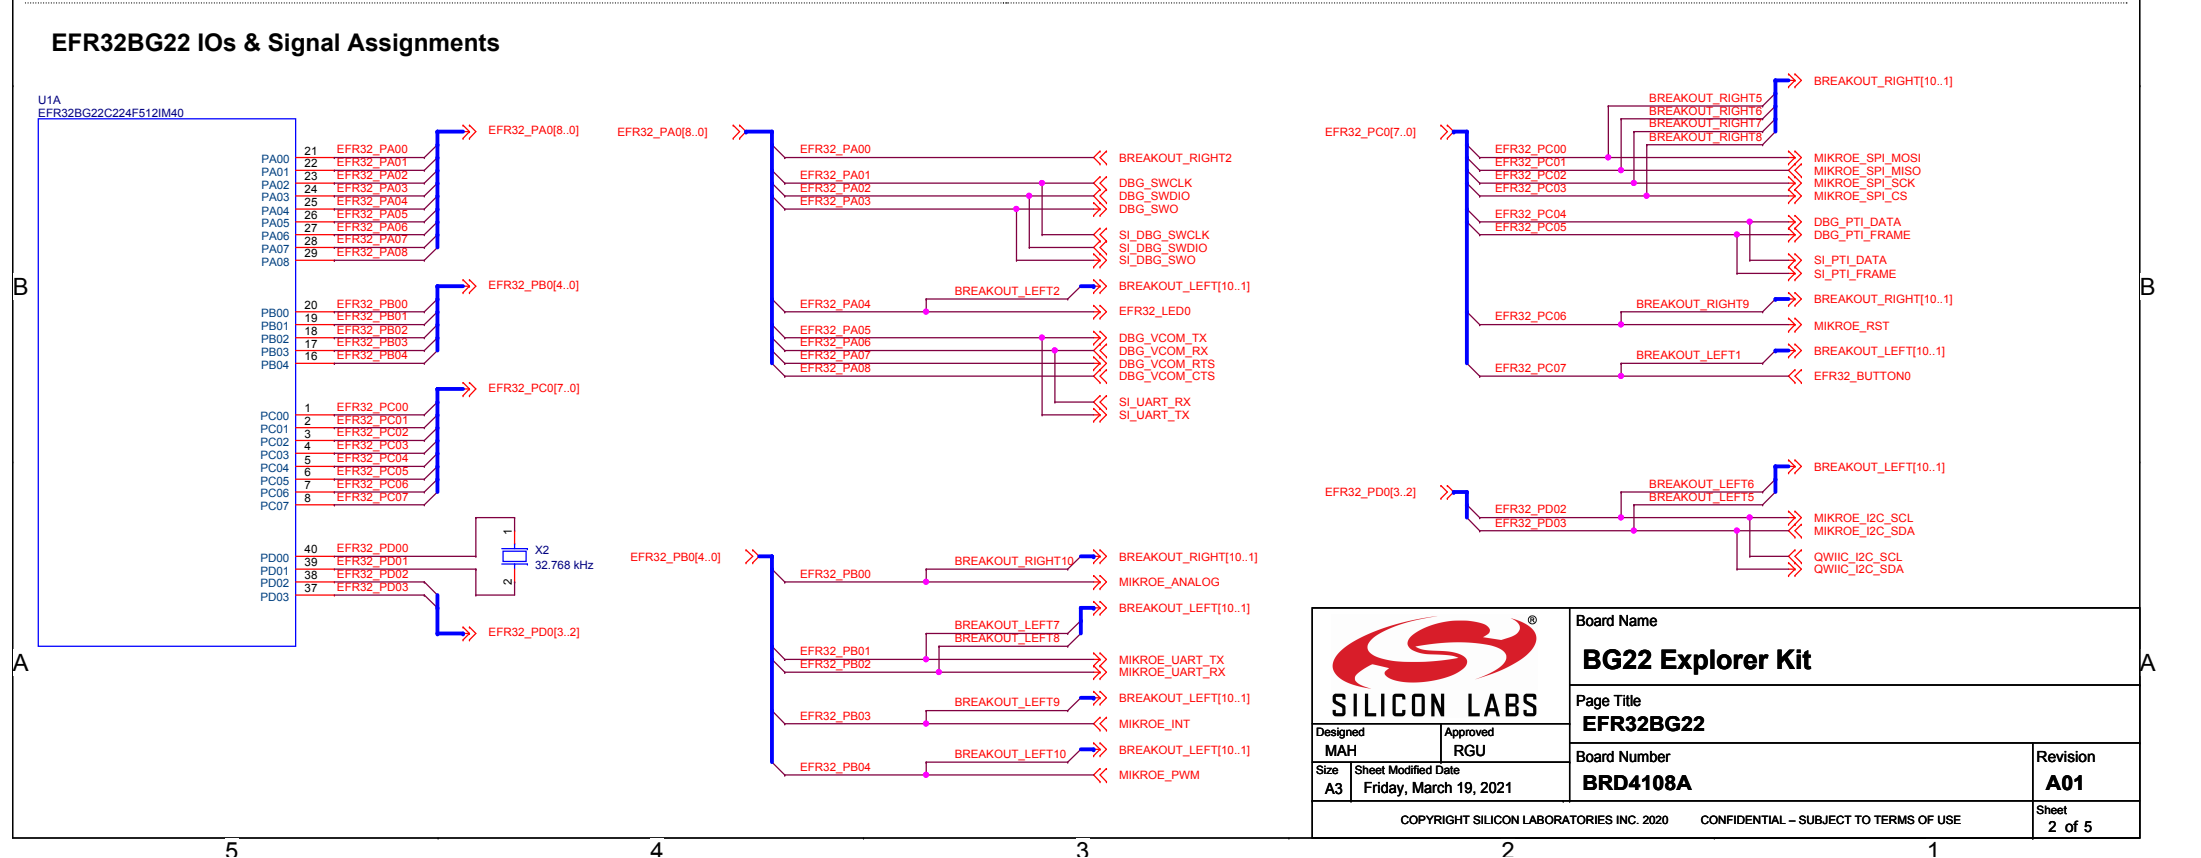 EFR32BG22 IOs & Signal Assignments
U1A
EFR32BG22C224F512IM40
PA00 21 EFR32_PA00
PA01 22 EFR32_PA01
PA02 23 EFR32_PA02
PA03 24 EFR32_PA03
PA04 25 EFR32_PA04
PA05 26 EFR32_PA05
PA06 27 EFR32_PA06
PA07 28 EFR32_PA07
PA08 29 EFR32_PA08
EFR32_PA0[8..0]
PB00 20 EFR32_PB00
PB01 19 EFR32_PB01
PB02 18 EFR32_PB02
PB03 17 EFR32_PB03
PB04 16 EFR32_PB04
EFR32_PB0[4..0]
PC00 1 EFR32_PC00
PC01 2 EFR32_PC01
PC02 3 EFR32_PC02
PC03 4 EFR32_PC03
PC04 5 EFR32_PC04
PC05 6 EFR32_PC05
PC06 7 EFR32_PC06
PC07 8 EFR32_PC07
EFR32_PC0[7..0]
PD00 40 EFR32_PD00
PD01 39 EFR32_PD01
PD02 38 EFR32_PD02
PD03 37 EFR32_PD03
1
X2
32.768 kHz
2
EFR32_PD0[3..2]
EFR32_PA0[8..0]
EFR32_PA00
BREAKOUT_RIGHT2
EFR32_PA01 DBG_SWCLK
EFR32_PA02 DBG_SWDIO
EFR32_PA03 DBG_SWO
SI_DBG_SWCLK
SI_DBG_SWDIO
SI_DBG_SWO
BREAKOUT_LEFT2 BREAKOUT_LEFT[10..1]
EFR32_PA04 EFR32_LED0
EFR32_PA05 DBG_VCOM_TX
EFR32_PA06 DBG_VCOM_RX
EFR32_PA07 DBG_VCOM_RTS
EFR32_PA08 DBG_VCOM_CTS
SI_UART_RX
SI_UART_TX
EFR32_PB0[4..0]
BREAKOUT_RIGHT10 BREAKOUT_RIGHT[10..1]
EFR32_PB00 MIKROE_ANALOG
BREAKOUT_LEFT[10..1]
BREAKOUT_LEFT7
BREAKOUT_LEFT8
EFR32_PB01 MIKROE_UART_TX
EFR32_PB02 MIKROE_UART_RX
BREAKOUT_LEFT9 BREAKOUT_LEFT[10..1]
EFR32_PB03 MIKROE_INT
BREAKOUT_LEFT10 BREAKOUT_LEFT[10..1]
EFR32_PB04 MIKROE_PWM
BREAKOUT_RIGHT[10..1]
BREAKOUT_RIGHT5
BREAKOUT_RIGHT6
BREAKOUT_RIGHT7
BREAKOUT_RIGHT8
EFR32_PC0[7..0]
EFR32_PC00 MIKROE_SPI_MOSI
EFR32_PC01 MIKROE_SPI_MISO
EFR32_PC02 MIKROE_SPI_SCK
EFR32_PC03 MIKROE_SPI_CS
EFR32_PC04 DBG_PTI_DATA
EFR32_PC05 DBG_PTI_FRAME
SI_PTI_DATA
SI_PTI_FRAME
BREAKOUT_RIGHT9 BREAKOUT_RIGHT[10..1]
EFR32_PC06 MIKROE_RST
BREAKOUT_LEFT1 BREAKOUT_LEFT[10..1]
EFR32_PC07 EFR32_BUTTON0
BREAKOUT_LEFT[10..1]
EFR32_PD0[3..2]
BREAKOUT_LEFT6
BREAKOUT_LEFT5
EFR32_PD02 MIKROE_I2C_SCL
EFR32_PD03 MIKROE_I2C_SDA
QWIIC_I2C_SCL
QWIIC_I2C_SDA
B B
A A
SILICON LABS ®
Board Name
BG22 Explorer Kit
Page Title
EFR32BG22
Designed
MAH
Approved
RGU
Size
A3
Sheet Modified Date
Friday, March 19, 2021
Board Number
BRD4108A
Revision
A01
COPYRIGHT SILICON LABORATORIES INC. 2020 CONFIDENTIAL – SUBJECT TO TERMS OF USE
Sheet
2 of 5
5 4 3 2 1